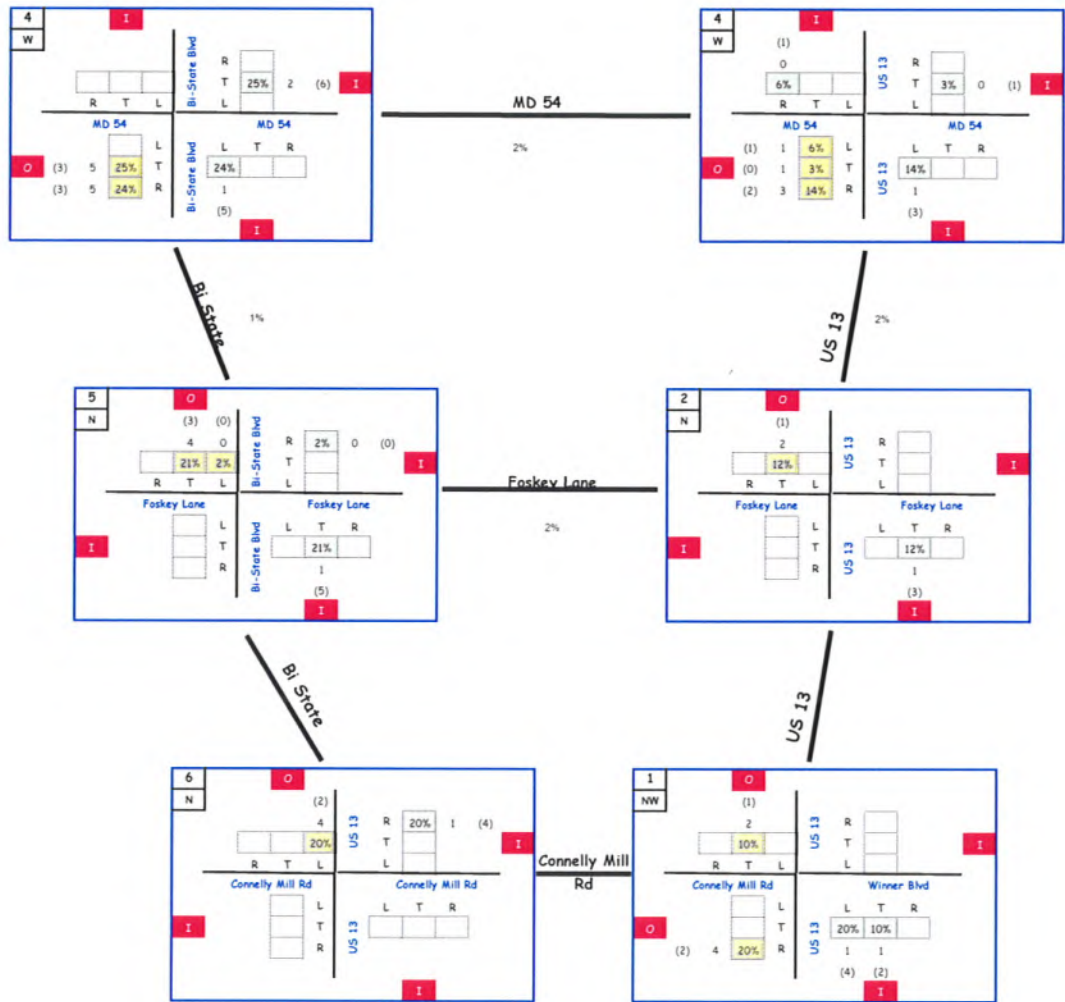 4
W
I
R
T 25% 2 (6) I
L
R T L
Bi-State Blvd
MD 54 MD 54
L
O (3) 5 25% T
(3) 5 24% R
Bi-State Blvd
L T R
24%
1
(5)
I
MD 54
2%
4
W
I
(1)
0
6%
R T L
US 13
R
T 3% 0 (1) I
L
MD 54 MD 54
(1) 1 6% L
O (0) 1 3% T
(2) 3 14% R
US 13
L T R
14%
1
(3)
I
Bi State
1%
US 13
2%
5
N
O
(3) (0)
4 0
21% 2%
R T L
Bi-State Blvd
R 2% 0 (0)
T I
L
Foskey Lane Foskey Lane
L
I T
R
Bi-State Blvd
L T R
21%
1
(5)
I
Foskey Lane
2%
2
N
O
(1)
2
12%
R T L
US 13
R
T I
L
Foskey Lane Foskey Lane
L
I T
R
US 13
L T R
12%
1
(3)
I
Bi State
US 13
6
N
O
(2)
4
20%
R T L
US 13
R 20% 1 (4)
T I
L
Connelly Mill Rd Connelly Mill Rd
L
I T
R
US 13
L T R
I
Connelly Mill
Rd
1
NW
O
(1)
2
10%
R T L
US 13
R
T I
L
Connelly Mill Rd Winner Blvd
L
O T
(2) 4 20% R
US 13
L T R
20% 10%
1 1
(4) (2)
I